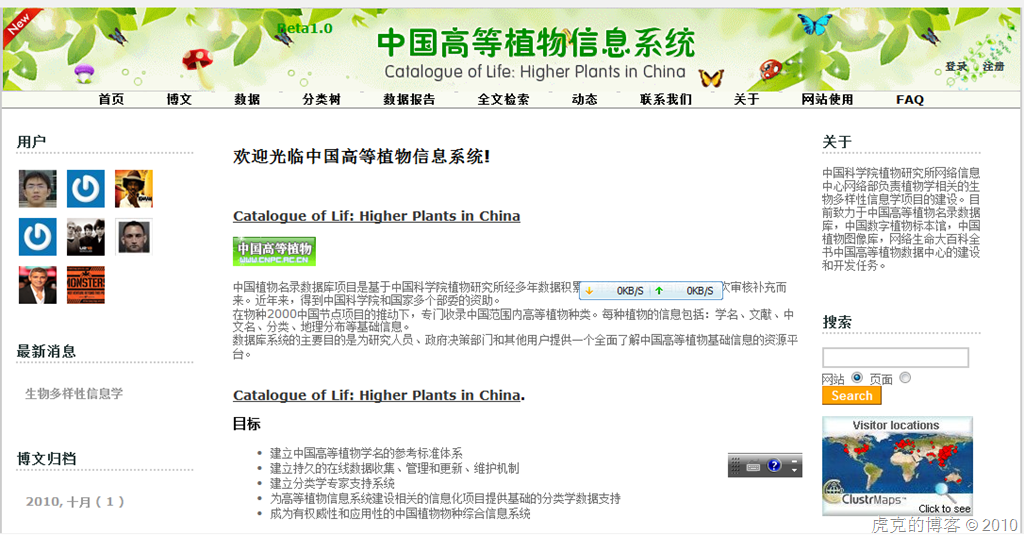 New
Beta1.0
中国高等植物信息系统
Catalogue of Life: Higher Plants in China
登录 注册
首页 博文 数据 分类树 数据报告 全文检索 动态 联系我们 关于 网站使用 FAQ
用户
最新消息
生物多样性信息学
博文归档
2010, 十月 ( 1 )
欢迎光临中国高等植物信息系统!
Catalogue of Life: Higher Plants in China
中国高等植物
WWW.CNPC.AC.CN
中国植物名录数据库项目是基于中国科学院植物研究所经多年数据积累
次审核补充而
0KB/S 0KB/S
来。近年来，得到中国科学院和国家多个部委的资助。
在物种2000中国节点项目的推动下，专门收录中国范围内高等植物种类。每种植物的信息包括：学名、文献、中
文名、分类、地理分布等基础信息。
数据库系统的主要目的是为研究人员、政府决策部门和其他用户提供一个全面了解中国高等植物基础信息的资源平
台。
Catalogue of Life: Higher Plants in China.
目标
建立中国高等植物学名的参考标准体系
建立持久的在线数据收集、管理和更新、维护机制
建立分类学专家支持系统
为高等植物信息系统建设相关的信息化项目提供基础的分类学数据支持
成为有权威性和应用性的中国植物物种综合信息系统
关于
中国科学院植物研究所网络信息
中心网络部负责植物学相关的生
物多样性信息学项目的建设。目
前致力于中国高等植物名录数据
库，中国数字植物标本馆，中国
植物图像库，网络生命大百科全
书中国高等植物数据中心的建设
和开发任务。
搜索
网站 页面
Search
Visitor locations
ClustrMaps™
Click to see
虎克的博客 © 2010